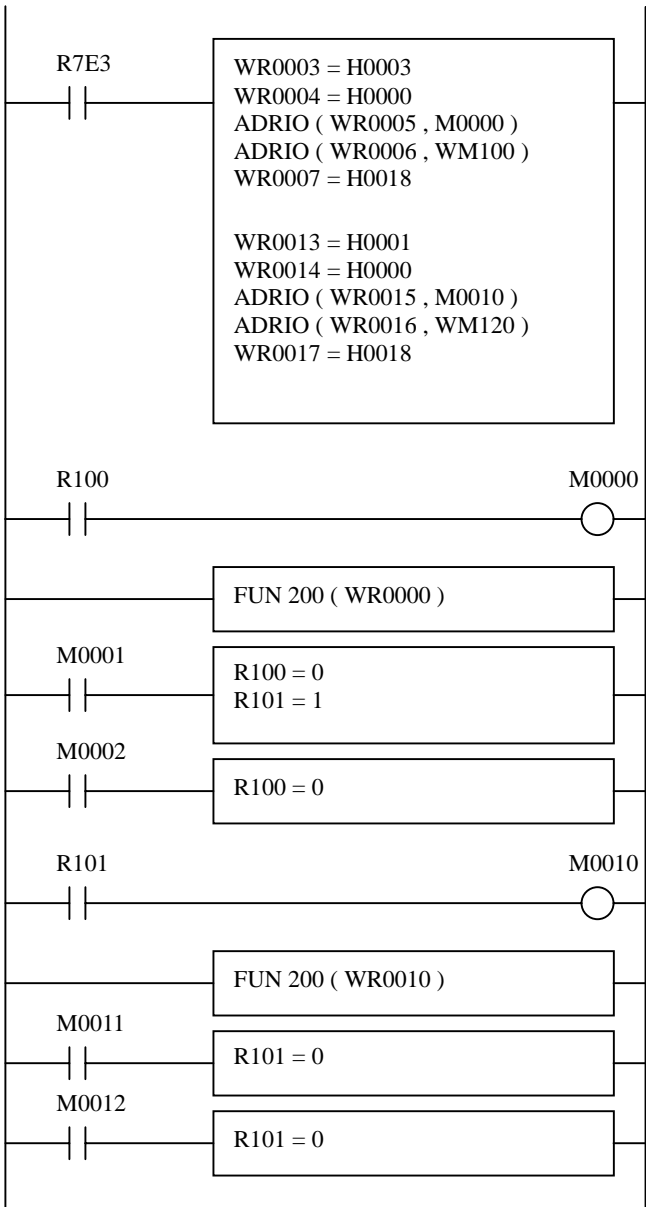 R7E3
WR0003 = H0003
WR0004 = H0000
ADRIO ( WR0005 , M0000 )
ADRIO ( WR0006 , WM100 )
WR0007 = H0018
WR0013 = H0001
WR0014 = H0000
ADRIO ( WR0015 , M0010 )
ADRIO ( WR0016 , WM120 )
WR0017 = H0018
R100 M0000
FUN 200 ( WR0000 )
M0001
R100 = 0
R101 = 1
M0002
R100 = 0
R101 M0010
FUN 200 ( WR0010 )
M0011
R101 = 0
M0012
R101 = 0